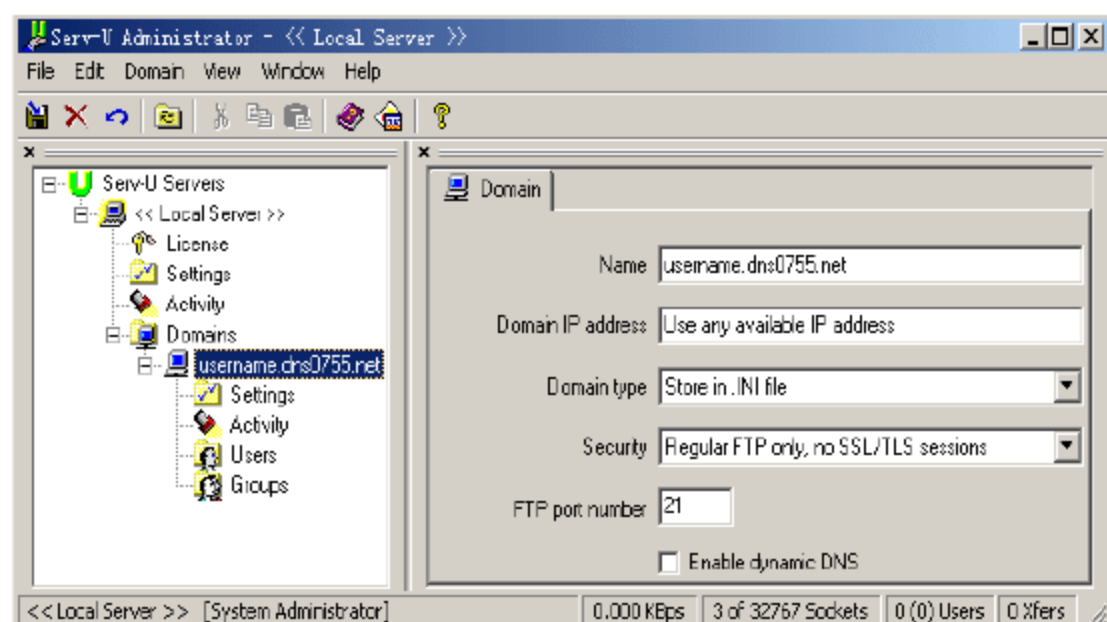 Serv-U Administrator - << Local Server >>
File Edit Domain View Window Help
Serv-U Servers
<< Local Server >>
License
Settings
Activity
Domains
username.dns0755.net
Settings
Activity
Users
Groups
Domain
Name username.dns0755.net
Domain IP address Use any available IP address
Domain type Store in .INI file
Security Regular FTP only, no SSL/TLS sessions
FTP port number 21
Enable dynamic DNS
<< Local Server >> [System Administrator] 0.000 KBps 3 of 32767 Sockets 0 (0) Users 0 Xfers